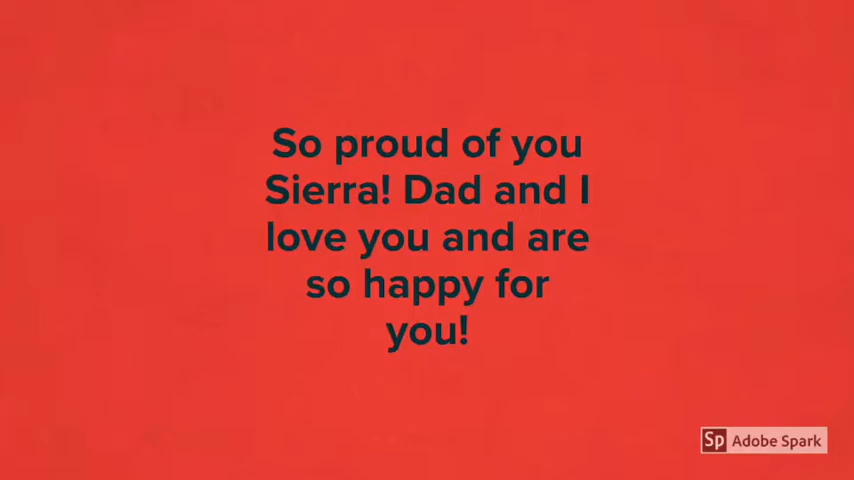 So proud of you
Sierra! Dad and I
love you and are
so happy for
you!
Sp Adobe Spark